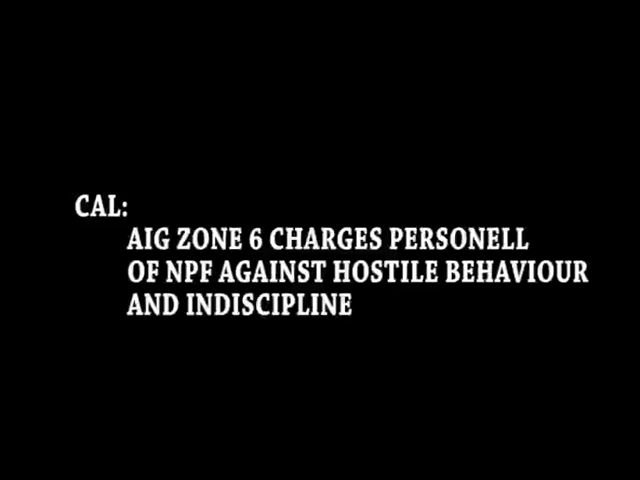 CAL:
AIG ZONE 6 CHARGES PERSONELL
OF NPF AGAINST HOSTILE BEHAVIOUR
AND INDISCIPLINE